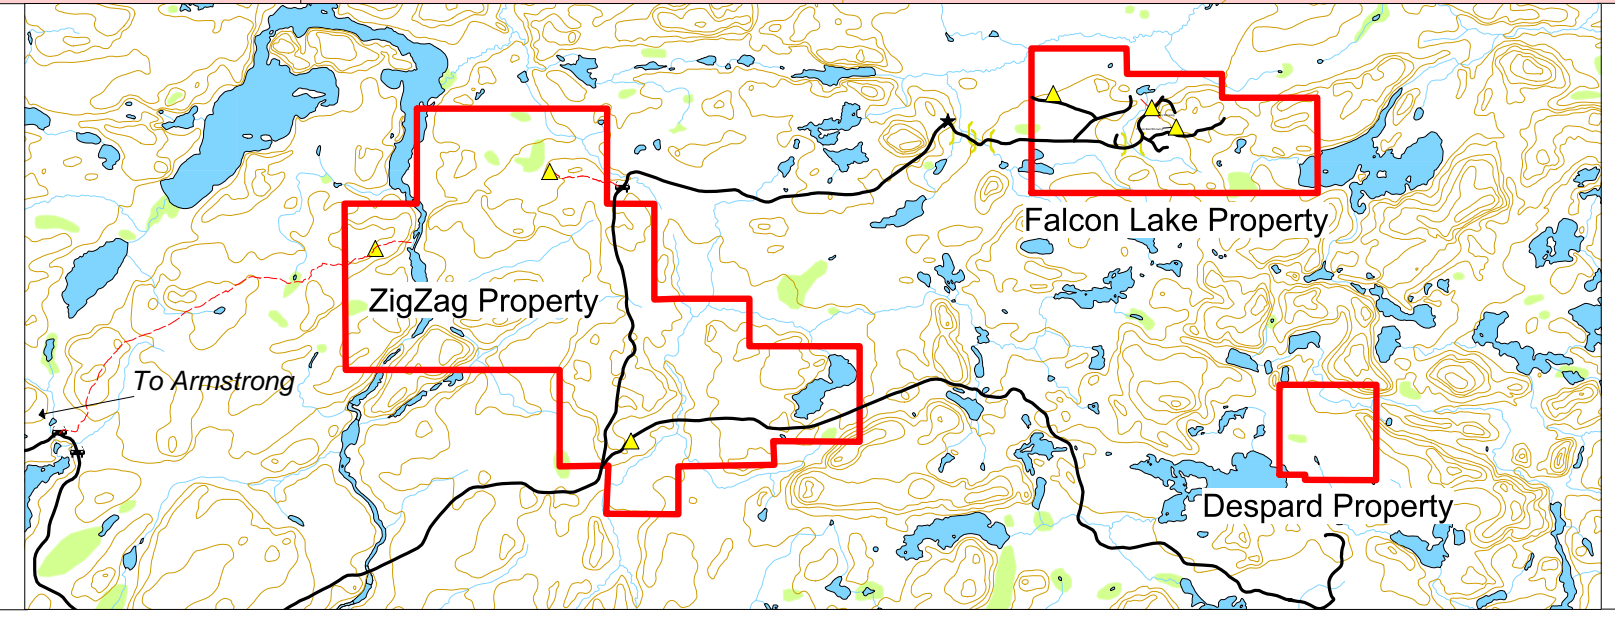 Falcon Lake Property
ZigZag Property
To Armstrong
Despard Property